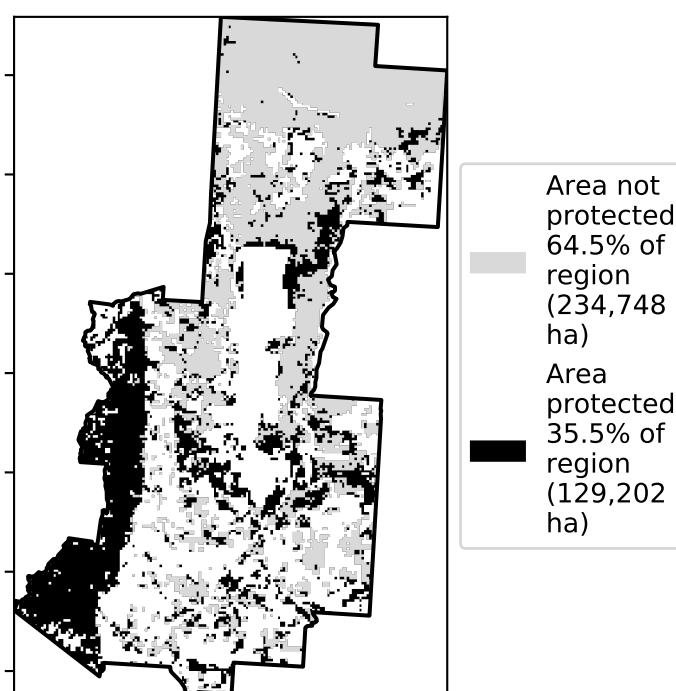 Area not
protected
64.5% of
region
(234,748
ha)
Area
protected
35.5% of
region
(129,202
ha)